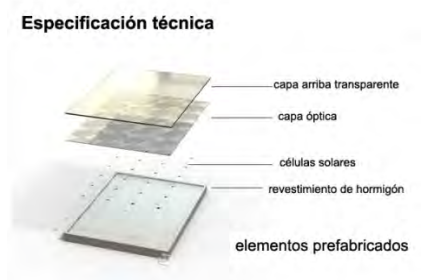 Especificación técnica
capa arriba transparente
capa óptica
células solares
revestimiento de hormigón
elementos prefabricados